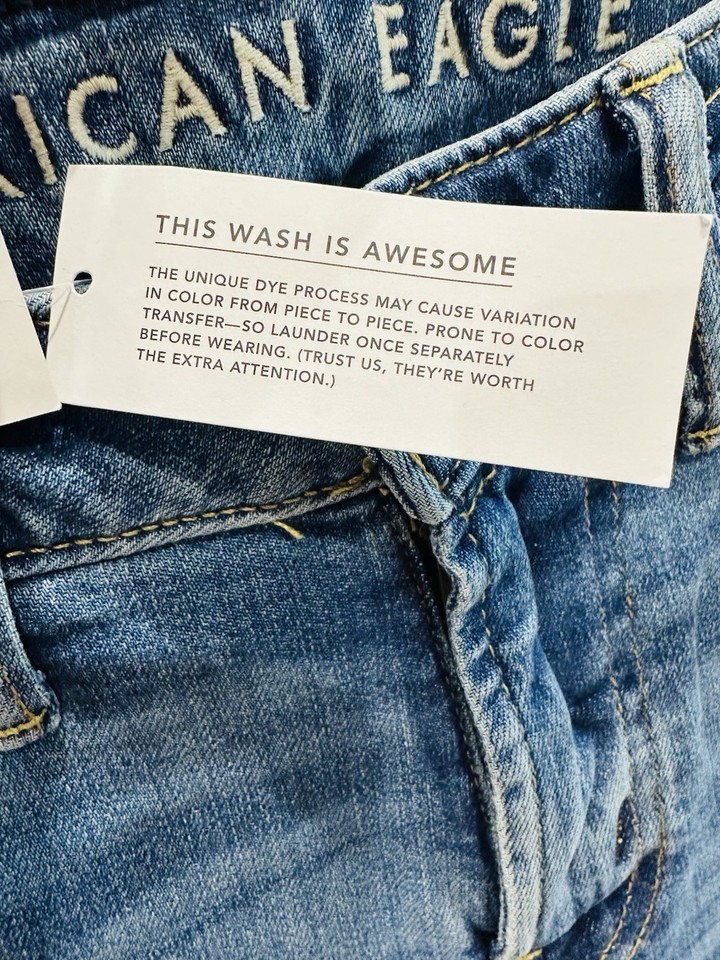 ICAN EAGLE
THIS WASH IS AWESOME
THE UNIQUE DYE PROCESS MAY CAUSE VARIATION
IN COLOR FROM PIECE TO PIECE. PRONE TO COLOR
TRANSFER—SO LAUNDER ONCE SEPARATELY
BEFORE WEARING. (TRUST US, THEY'RE WORTH
THE EXTRA ATTENTION.)